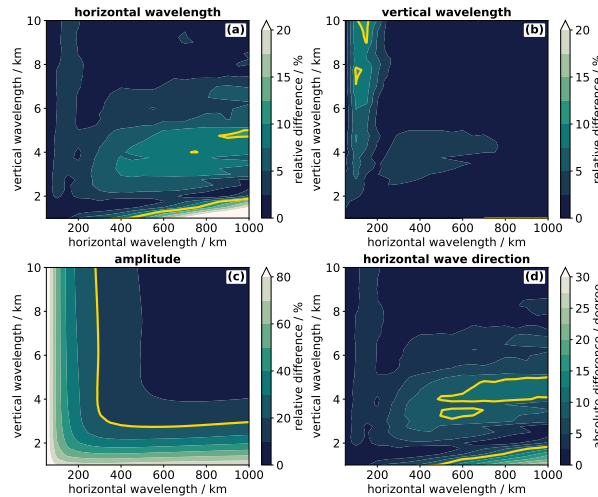 horizontal wavelength
(a)
vertical wavelength / km
10
8
6
4
2
200 400 600 800 1000
horizontal wavelength / km
20
15
10
5
0
relative difference / %
vertical wavelength
(b)
vertical wavelength / km
10
8
6
4
2
200 400 600 800 1000
horizontal wavelength / km
20
15
10
5
0
relative difference / %
amplitude
(c)
vertical wavelength / km
10
8
6
4
2
200 400 600 800 1000
horizontal wavelength / km
80
60
40
20
0
relative difference / %
horizontal wave direction
(d)
vertical wavelength / km
10
8
6
4
2
200 400 600 800 1000
horizontal wavelength / km
30
25
20
15
10
5
0
absolute difference / degree